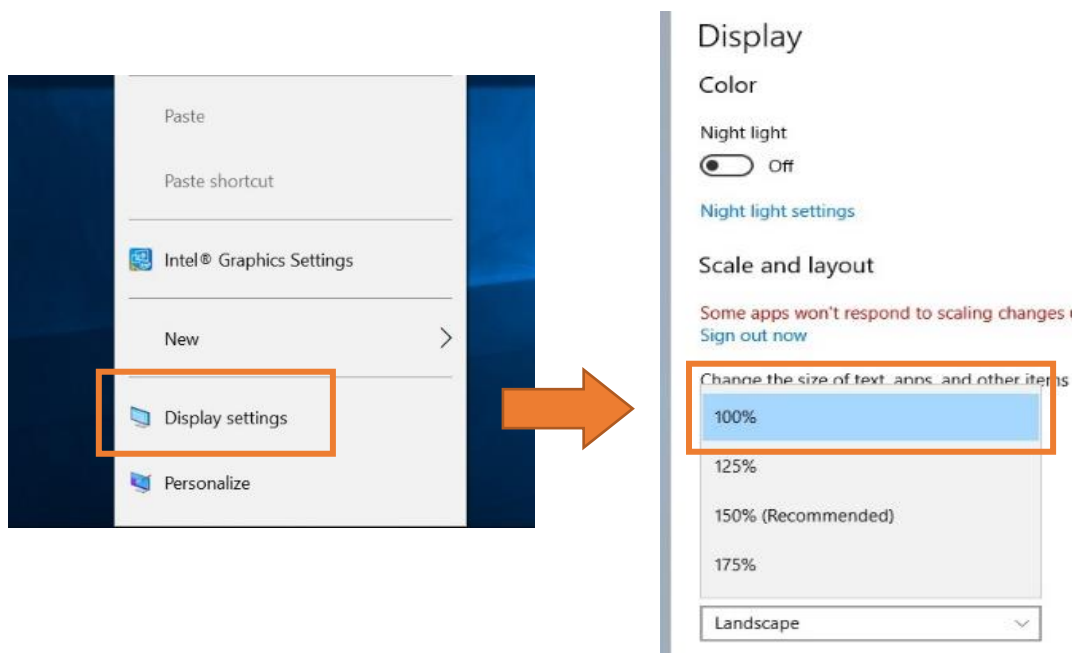 Paste
Paste shortcut
Intel® Graphics Settings
New
Display settings
Personalize
Display
Color
Night light
Off
Night light settings
Scale and layout
Some apps won't respond to scaling changes
Sign out now
Change the size of text, apps, and other items
100%
125%
150% (Recommended)
175%
Landscape